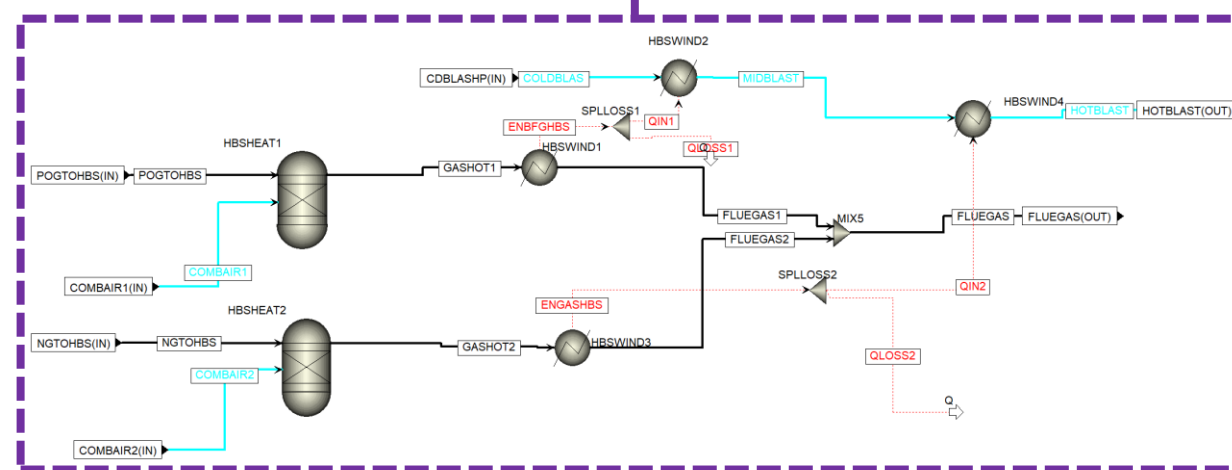 HBSWIND2
CDBLASHP(IN)
COLDBLAS
MIDBLAST
HBSWIND4
HOTBLAST
HOTBLAST(OUT)
SPLLOSS1
ENBFGHBS
QIN1
HBSHEAT1
HBSWIND1
QLOSS1
Q
POGTOHBS(IN)
POGTOHBS
GASHOT1
FLUEGAS1
MIX5
FLUEGAS
FLUEGAS(OUT)
FLUEGAS2
COMBAIR1
COMBAIR1(IN)
SPLLOSS2
QIN2
ENGASHBS
HBSHEAT2
NGTOHBS(IN)
NGTOHBS
GASHOT2
HBSWIND3
QLOSS2
COMBAIR2
Q
COMBAIR2(IN)